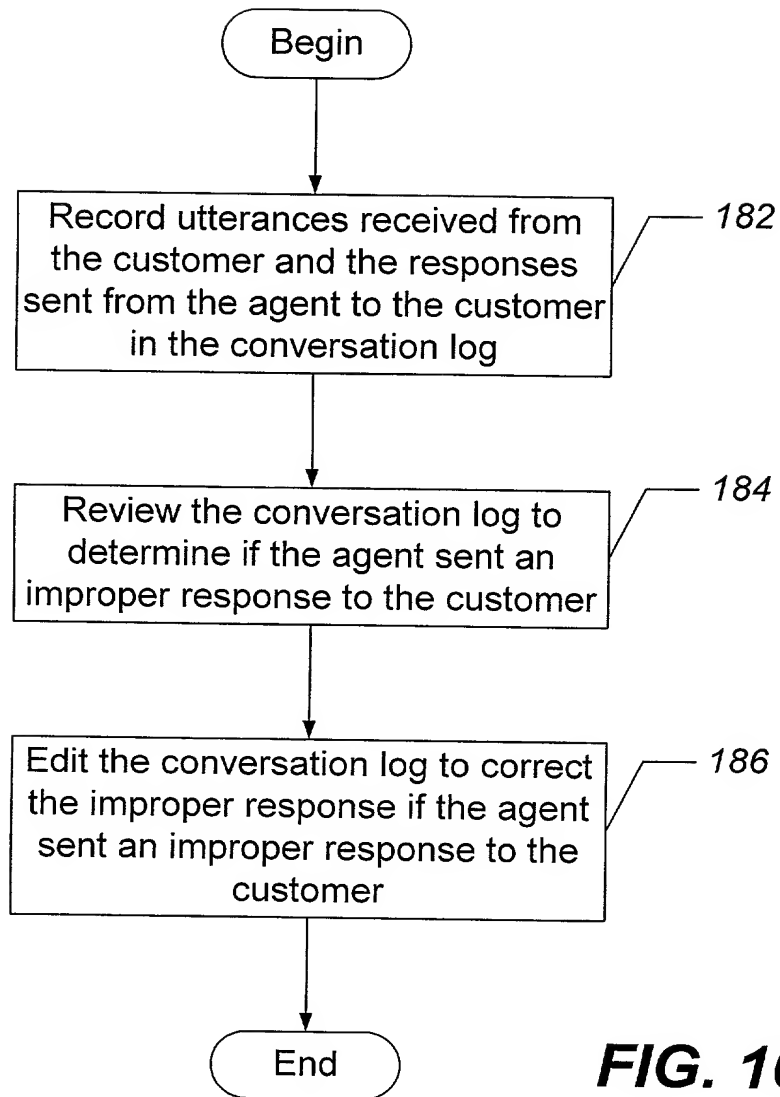 Begin
Record utterances received from
the customer and the responses
sent from the agent to the customer
in the conversation log
182
Review the conversation log to
determine if the agent sent an
improper response to the customer
184
Edit the conversation log to correct
the improper response if the agent
sent an improper response to the
customer
186
End
FIG.